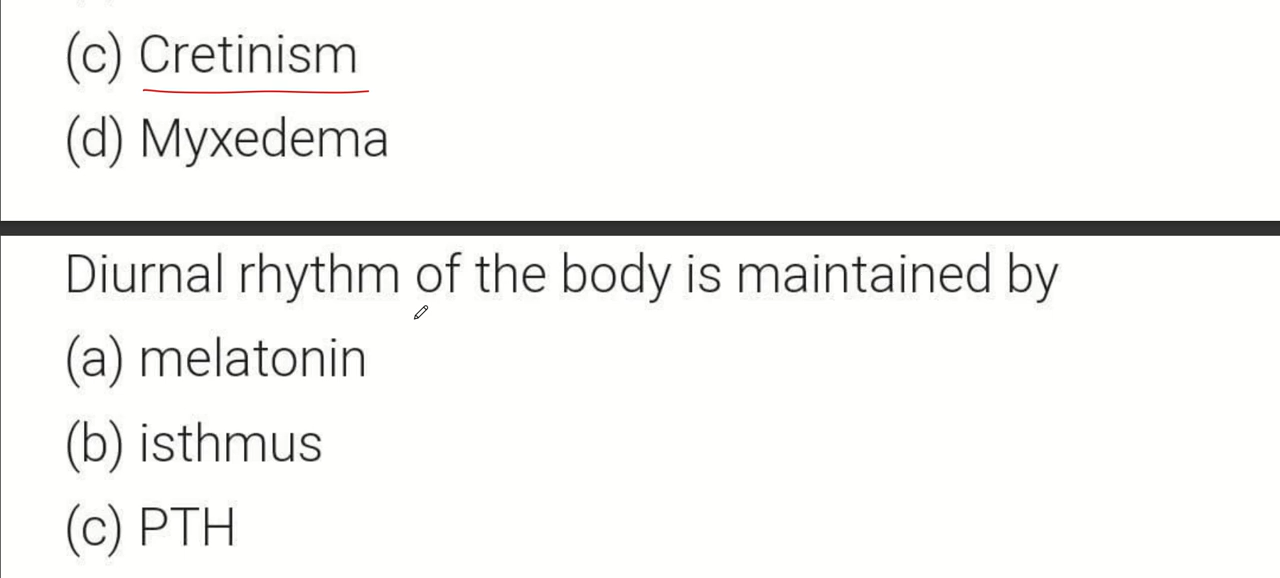 (c) Cretinism
(d) Myxedema
Diurnal rhythm of the body is maintained by
(a) melatonin
(b) isthmus
(c) PTH